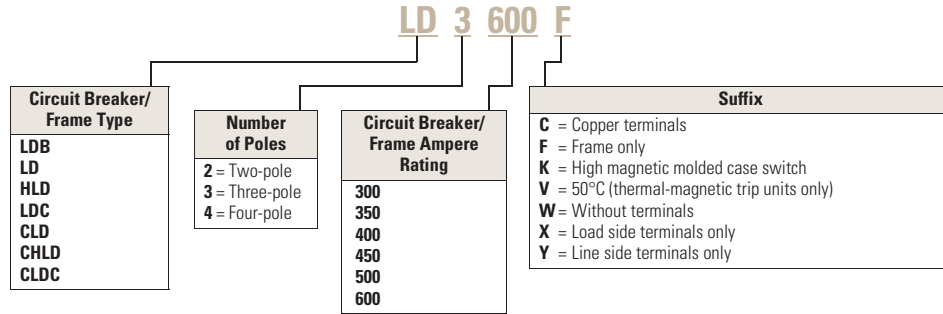 LD 3 600 F
Circuit Breaker/
Frame Type
LDB
LD
HLD
LDC
CLD
CHLD
CLDC
Number
of Poles
2 = Two-pole
3 = Three-pole
4 = Four-pole
Circuit Breaker/
Frame Ampere
Rating
300
350
400
450
500
600
Suffix
C = Copper terminals
F = Frame only
K = High magnetic molded case switch
V = 50°C (thermal-magnetic trip units only)
W = Without terminals
X = Load side terminals only
Y = Line side terminals only